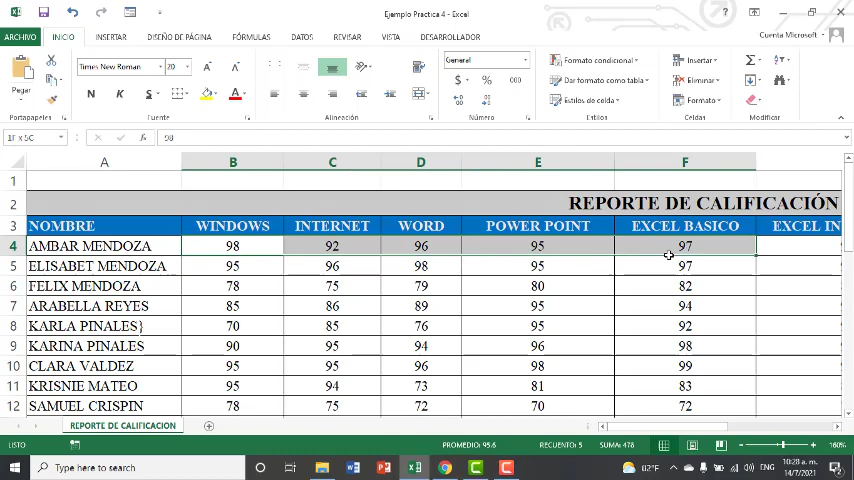 Ejemplo Practica 4 - Excel
ARCHIVO INICIO INSERTAR DISEÑO DE PÁGINA FÓRMULAS DATOS REVISAR VISTA DESARROLLADOR Cuenta Microsoft
Times New Roman 20 General Formato condicional Insertar
Pegar $ % 000 Dar formato como tabla Eliminar
N K S A Estilos de celda Formato
Portapapeles Fuente Alineación Número Estilos Celdas Modificar
1F x 5C fx 98
A B C D E F
1
2 REPORTE DE CALIFICACIÓN
3 NOMBRE WINDOWS INTERNET WORD POWER POINT EXCEL BASICO EXCEL IN
4 AMBAR MENDOZA 98 92 96 95 97
5 ELISABET MENDOZA 95 96 98 95 97
6 FELIX MENDOZA 78 75 79 80 82
7 ARABELLA REYES 85 86 89 95 94
8 KARLA PINALES} 70 85 76 95 92
9 KARINA PINALES 90 95 94 96 98
10 CLARA VALDEZ 95 95 96 98 99
11 KRISNIE MATEO 95 94 73 81 83
12 SAMUEL CRISPIN 78 75 72 70 72
REPORTE DE CALIFICACION
LISTO PROMEDIO: 95.6 RECUENTO: 5 SUMA: 478 160%
Type here to search 02°F ENG 10:28 a. m.
14/7/2021